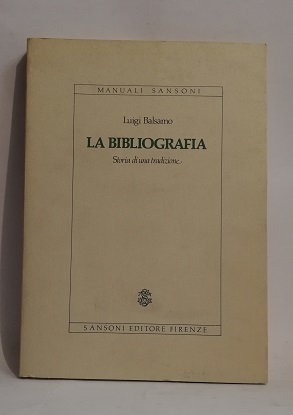 MANUALI SANSONI
Luigi Balsamo
LA BIBLIOGRAFIA
Storia di una tradizione
SANSONI EDITORE FIRENZE